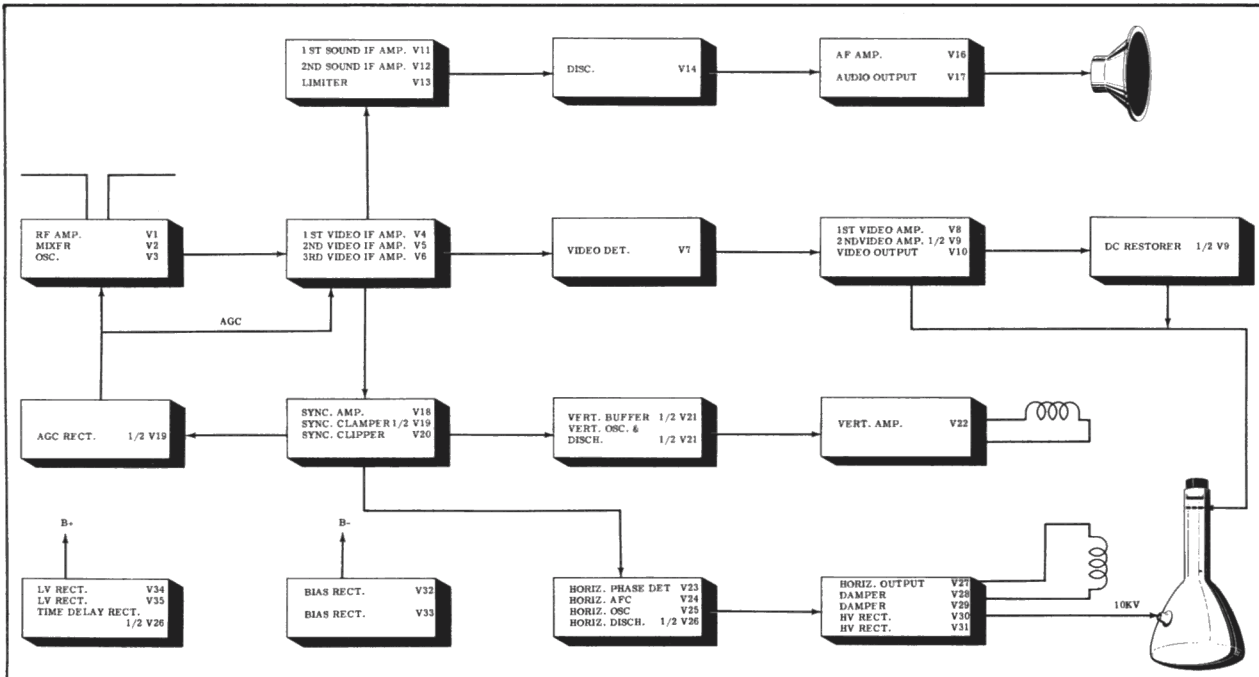 1ST SOUND IF AMP. V11
2ND SOUND IF AMP. V12
LIMITER V13
DISC. V14
AF AMP. V16
AUDIO OUTPUT V17
RF AMP. V1
MIXFR V2
OSC. V3
1ST VIDEO IF AMP. V4
2ND VIDEO IF AMP. V5
3RD VIDEO IF AMP. V6
VIDEO DET. V7
1ST VIDEO AMP. V8
2NDVIDEO AMP. 1/2 V9
VIDEO OUTPUT V10
DC RESTORER 1/2 V9
AGC
AGC RECT. 1/2 V19
SYNC. AMP. V18
SYNC. CLAMPER 1/2 V19
SYNC. CLIPPER V20
VERT. BUFFER 1/2 V21
VERT. OSC. &
DISCH. 1/2 V21
VERT. AMP. V22
B+
B-
LV RECT. V34
LV RECT. V35
TIME DELAY RECT.
1/2 V26
BIAS RECT. V32
BIAS RECT. V33
HORIZ. PHASE DET V23
HORIZ. AFC V24
HORIZ. OSC V25
HORIZ. DISCH. 1/2 V26
HORIZ. OUTPUT V27
DAMPER V28
DAMPER V29
HV RECT. V30
HV RECT. V31
10KV